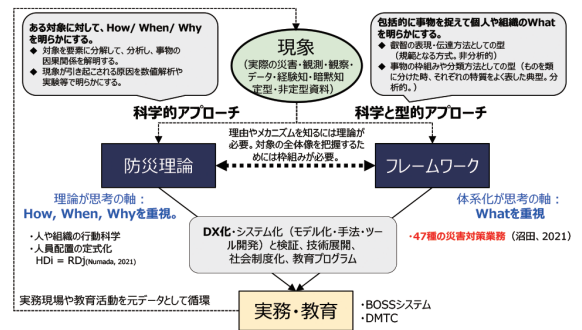 ある対象に対して、How/ When/ Why
を明らかにする。
◆ 対象を要素に分解して、分析し、事物の
因果関係を解明する。
◆ 現象が引き起こされる原因を数値解析や
実験等で明らかにする。
現象
(実際の災害・観測・観察・
データ・経験知・暗黙知
定型・非定型資料)
包括的に事物を捉えて個人や組織のWhat
を明らかにする。
◆ 叡智の表現・伝達方法としての型
(規範となる方式。非分析的)
◆ 事物の枠組みや分類方法としての型(ものを類
に分けた時、それぞれの特質をよく表した典型。分
析的。)
科学的アプローチ
科学と型的アプローチ
理由やメカニズムを知るには理論が
必要。対象の全体像を把握するた
めには枠組みが必要。
防災理論
フレームワーク
理論が思考の軸:
How, When, Whyを重視。
体系化が思考の軸:
Whatを重視
・人や組織の行動科学
・人員配置の定式化
HDi = RDj(Numada, 2021)
DX化・システム化(モデル化・手法・ツー
ル開発)と検証、技術展開、
社会制度化、教育プログラム
・47種の災害対策業務(沼田, 2021)
実務現場や教育活動を元データとして循環
実務・教育
・BOSSシステム
・DMTC